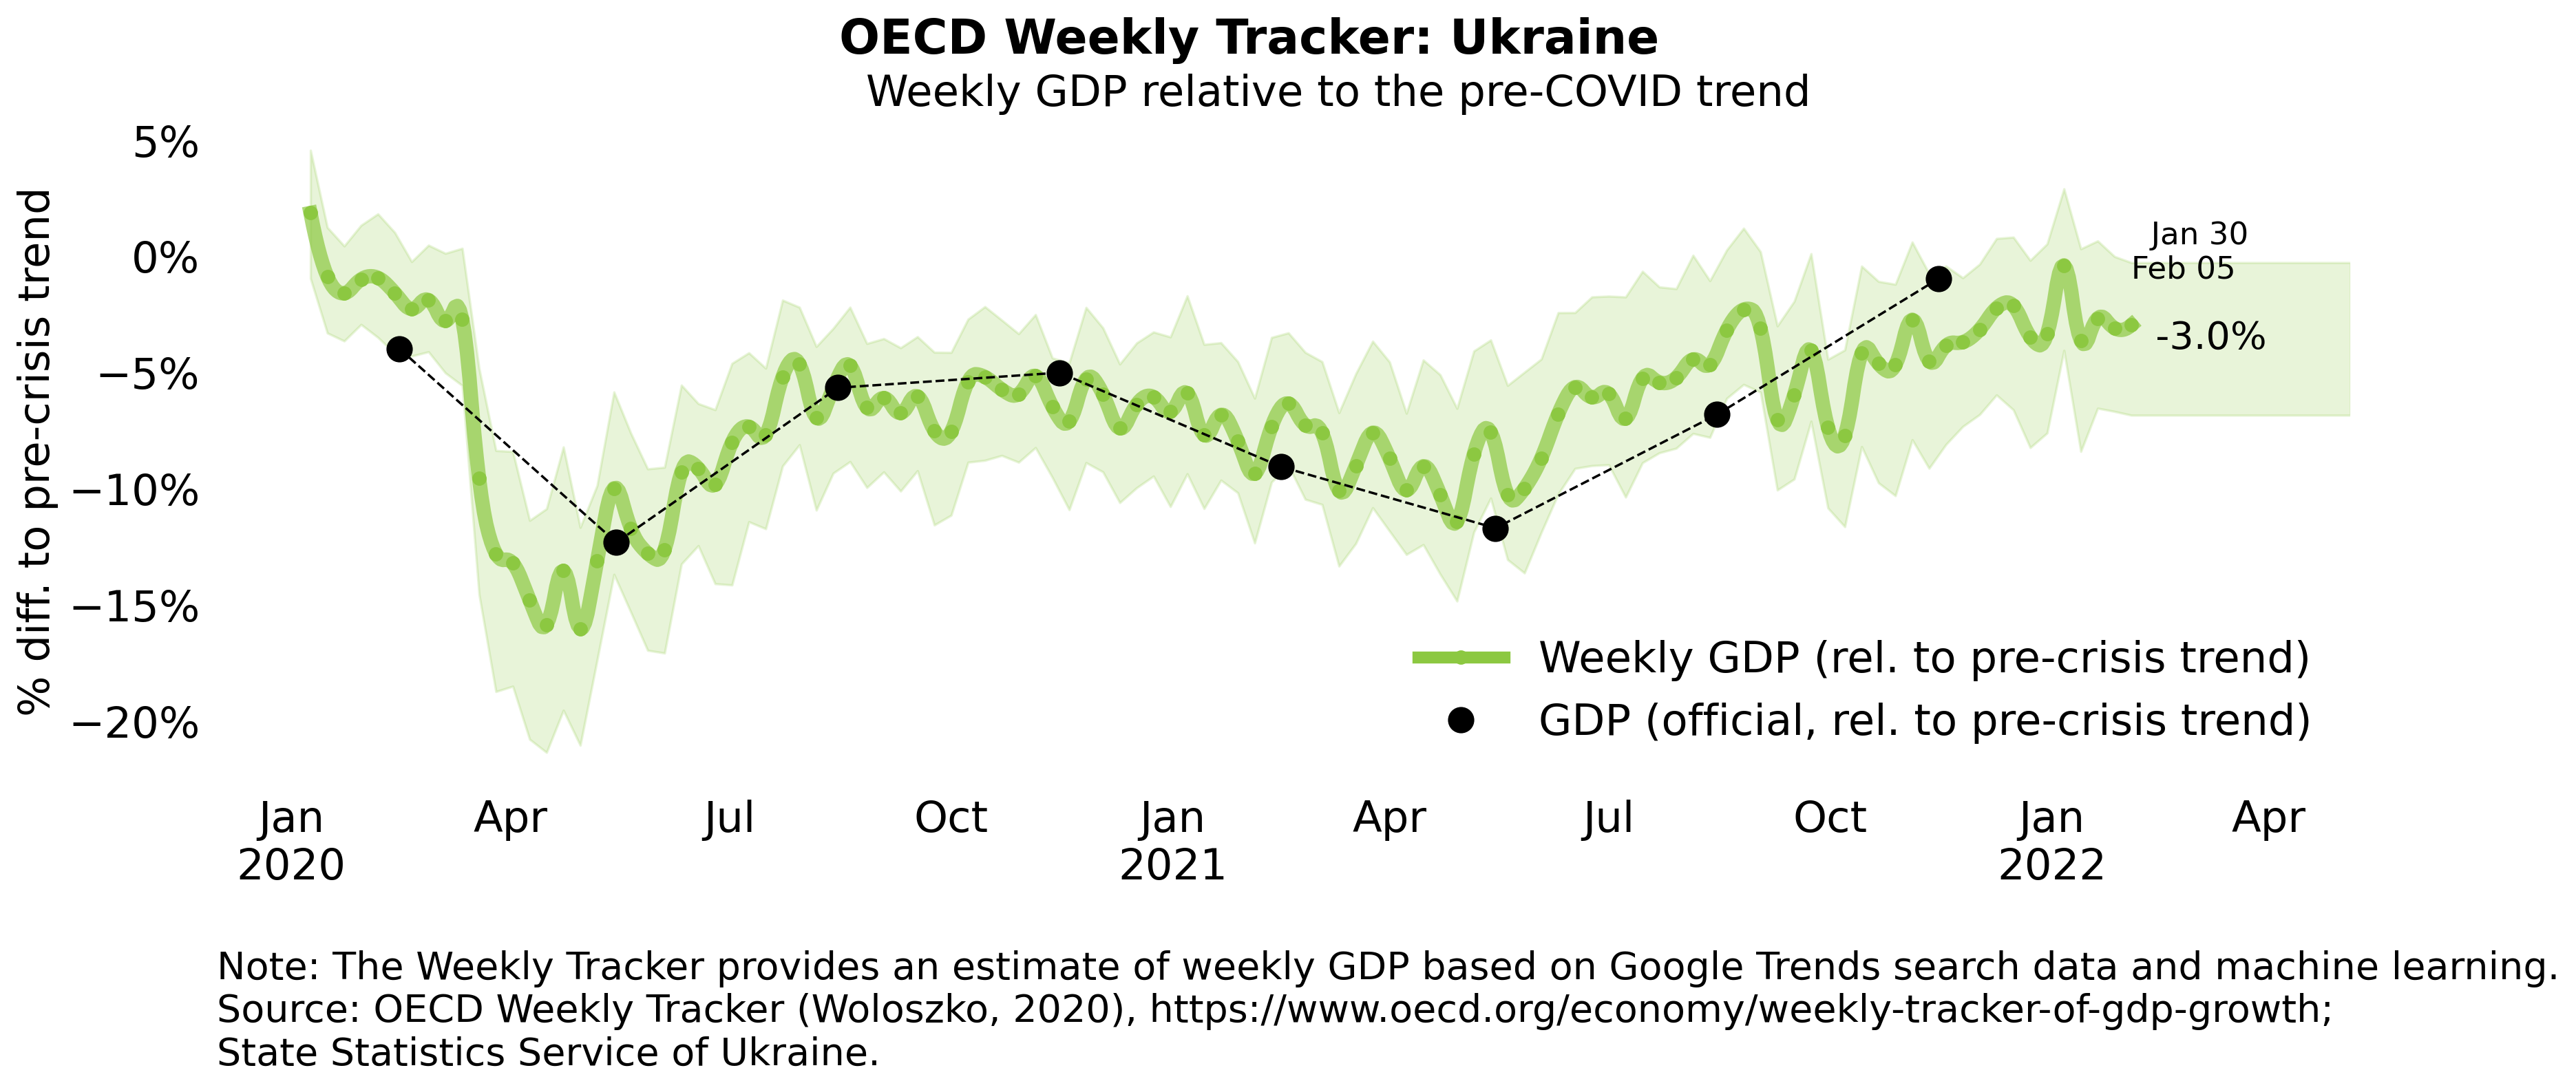 OECD Weekly Tracker: Ukraine
Weekly GDP relative to the pre-COVID trend
% diff. to pre-crisis trend
5%
0%
−5%
−10%
−15%
−20%
Jan 30
Feb 05
-3.0%
Weekly GDP (rel. to pre-crisis trend)
GDP (official, rel. to pre-crisis trend)
Jan Apr Jul Oct Jan Apr Jul Oct Jan Apr
2020 2021 2022
Note: The Weekly Tracker provides an estimate of weekly GDP based on Google Trends search data and machine learning.
Source: OECD Weekly Tracker (Woloszko, 2020), https://www.oecd.org/economy/weekly-tracker-of-gdp-growth;
State Statistics Service of Ukraine.